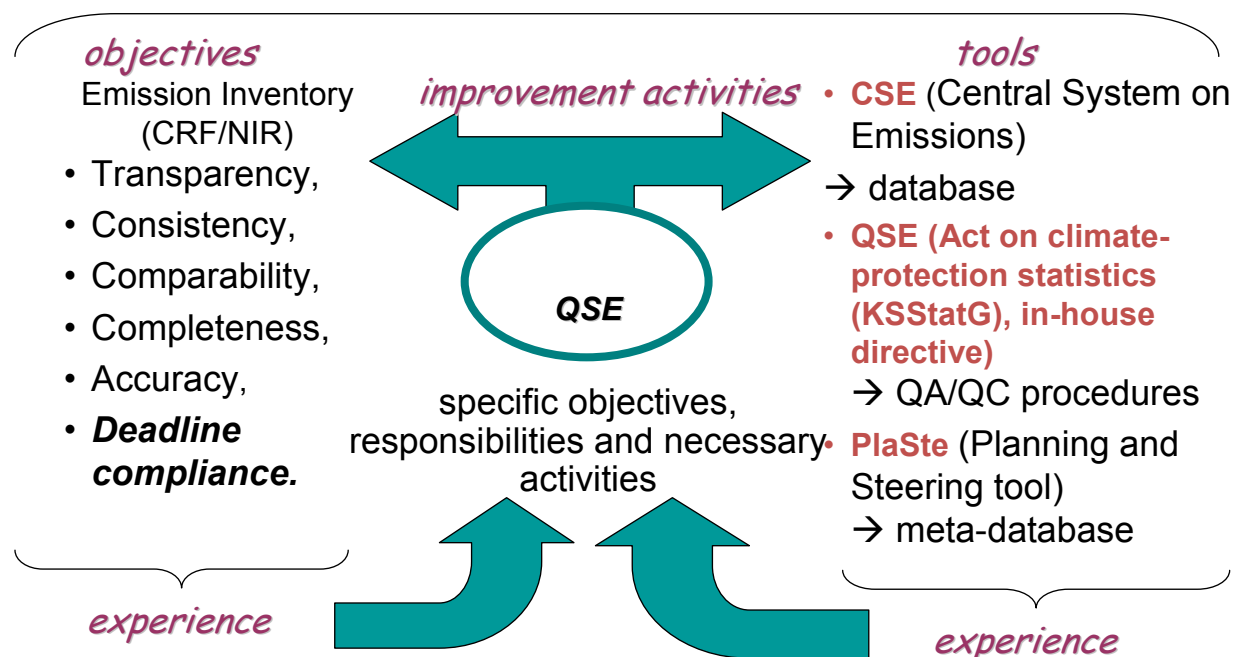 objectives
Emission Inventory
(CRF/NIR)
• Transparency,
• Consistency,
• Comparability,
• Completeness,
• Accuracy,
• Deadline
compliance.
experience
improvement activities
QSE
specific objectives,
responsibilities and necessary
activities
tools
• CSE (Central System on
Emissions)
→ database
• QSE (Act on climate-
protection statistics
(KSStatG), in-house
directive)
→ QA/QC procedures
• PlaSte (Planning and
Steering tool)
→ meta-database
experience